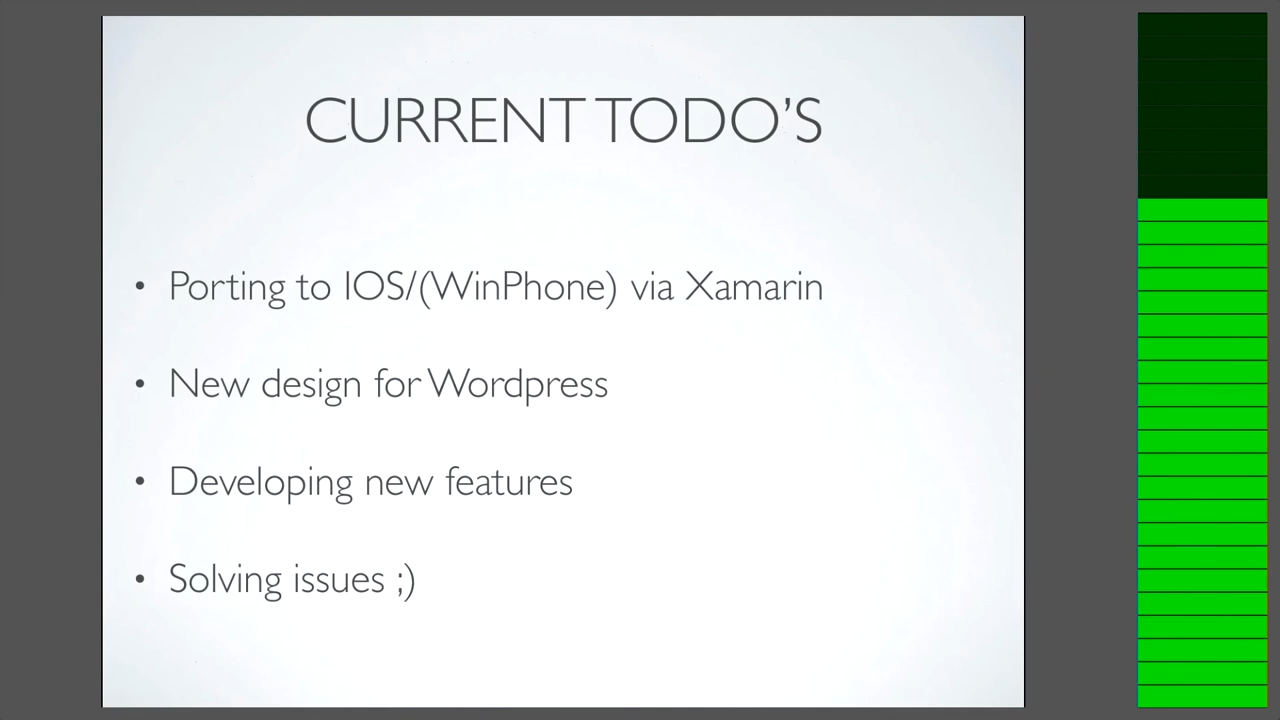 CURRENT TODO’S
• Porting to IOS/(WinPhone) via Xamarin
• New design for Wordpress
• Developing new features
• Solving issues ;)